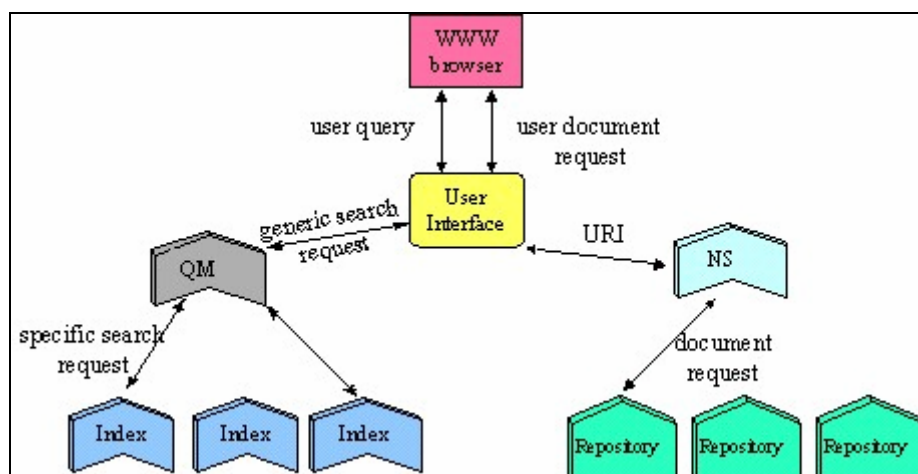 WWW
browser
user query
user document
request
User
Interface
generic search
request
URI
QM
NS
specific search
request
document
request
Index
Index
Index
Repository
Repository
Repository